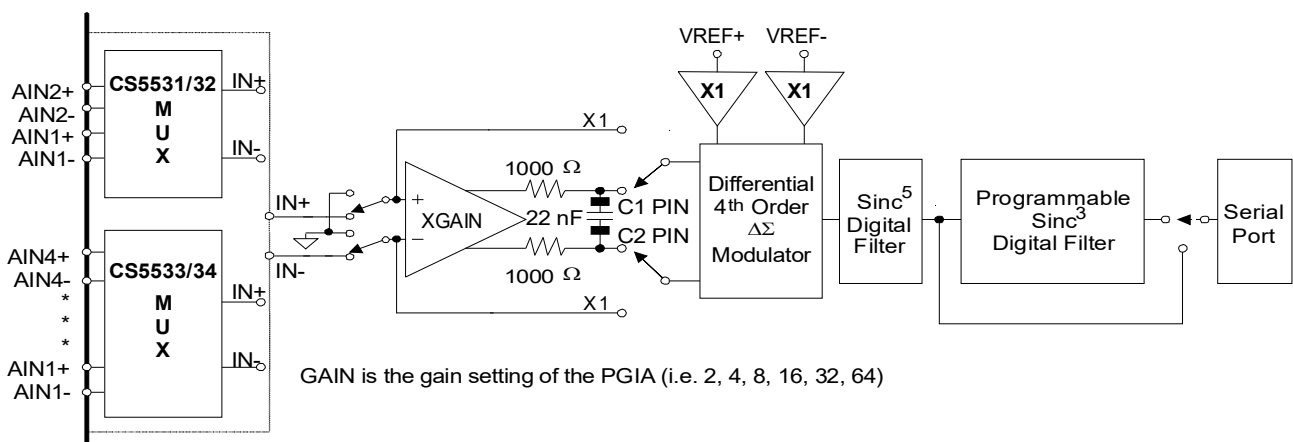 VREF+
VREF-
X1
X1
CS5531/32
M
U
X
AIN2+
AIN2-
AIN1+
AIN1-
IN+
IN-
CS5533/34
M
U
X
AIN4+
AIN4-
*
*
*
AIN1+
AIN1-
IN+
IN-
IN+
IN-
X1
+
XGAIN
−
1000 Ω
22 nF
C1 PIN
C2 PIN
1000 Ω
X1
Differential
4th Order
ΔΣ
Modulator
Sinc5
Digital
Filter
Programmable
Sinc3
Digital Filter
Serial
Port
GAIN is the gain setting of the PGIA (i.e. 2, 4, 8, 16, 32, 64)